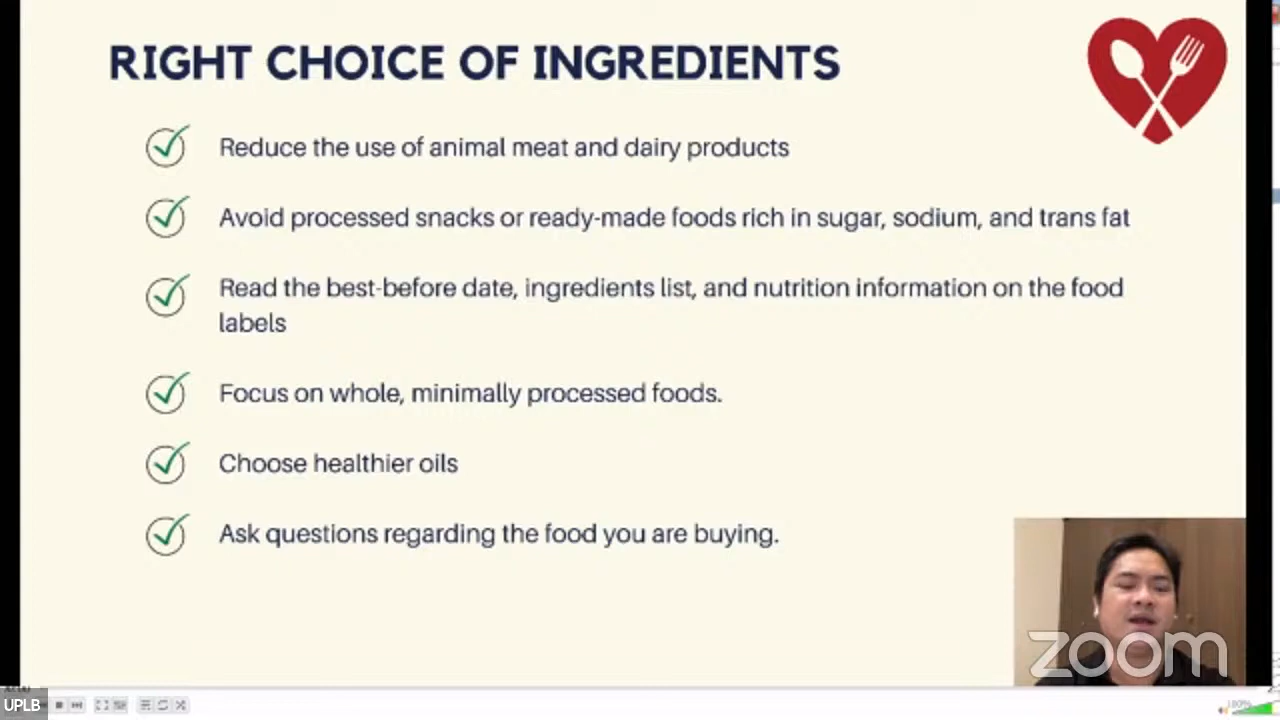 RIGHT CHOICE OF INGREDIENTS
Reduce the use of animal meat and dairy products
Avoid processed snacks or ready-made foods rich in sugar, sodium, and trans fat
Read the best-before date, ingredients list, and nutrition information on the food
labels
Focus on whole, minimally processed foods.
Choose healthier oils
Ask questions regarding the food you are buying.
zoom
UPLB
100%